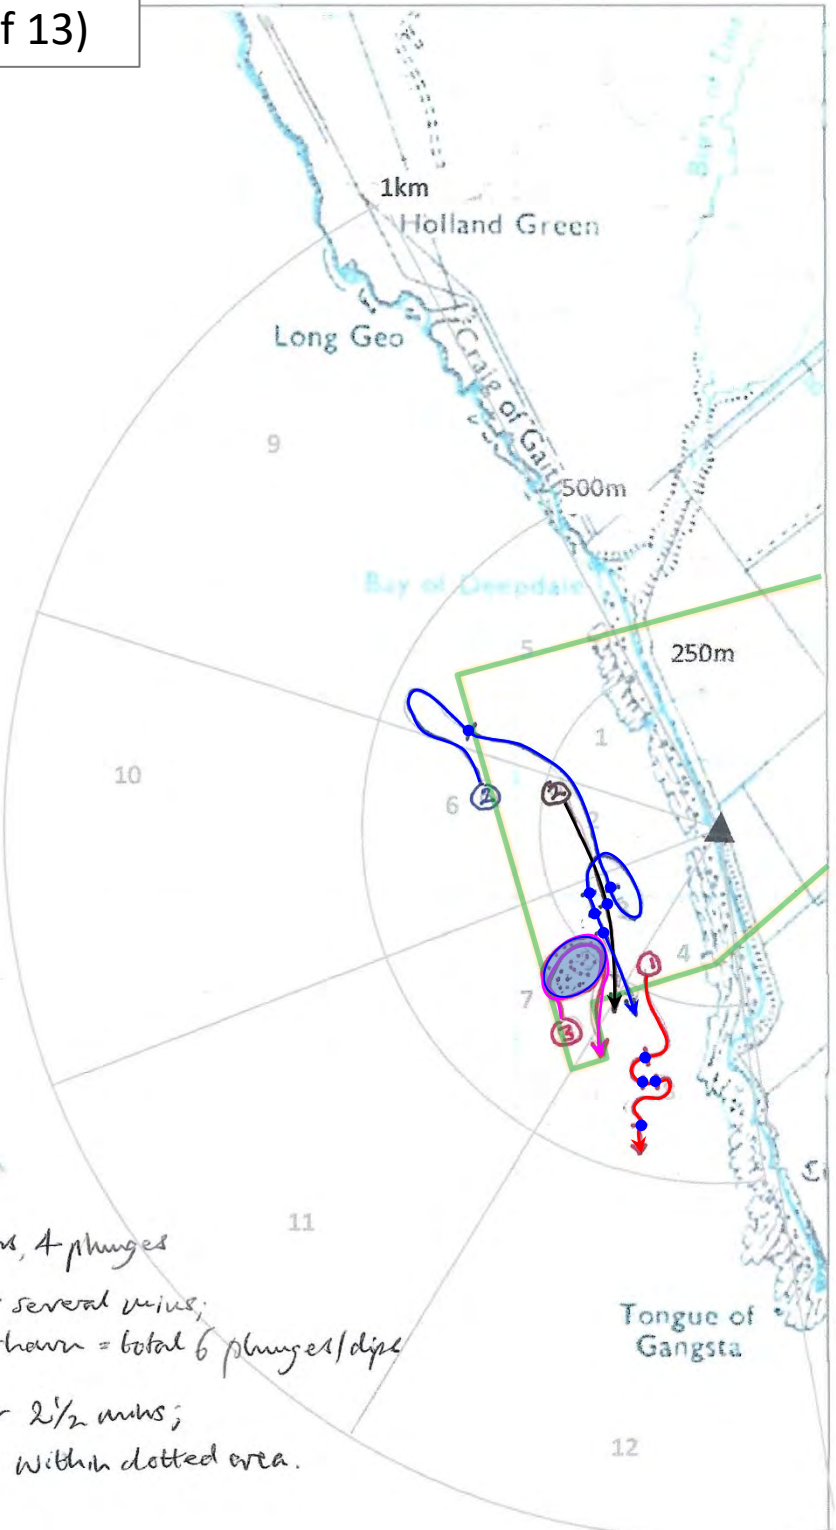 f 13)
1km
Holland Green
Long Geo
Craig of Gait
9
500m
Bay of Deepdale
5
250m
1
10
6
2
2
2
3
4
1
7
3
11
4 plunges
several mins;
= total 6 plunges/dips
Tongue of
Gangsta
2½ mins;
within dotted area.
12